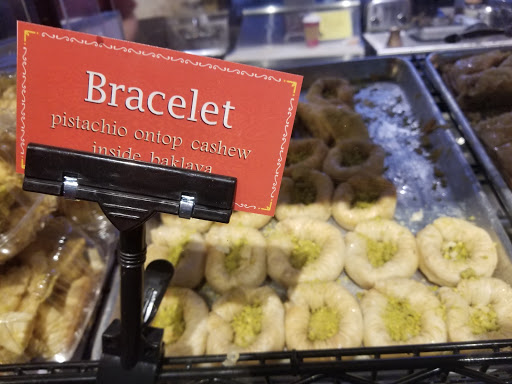 Bracelet
pistachio ontop cashew
inside baklava